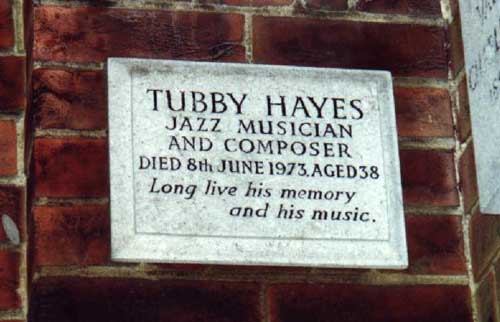 TUBBY HAYES
JAZZ MUSICIAN
AND COMPOSER
DIED 8th JUNE 1973, AGED 38
Long live his memory
and his music.